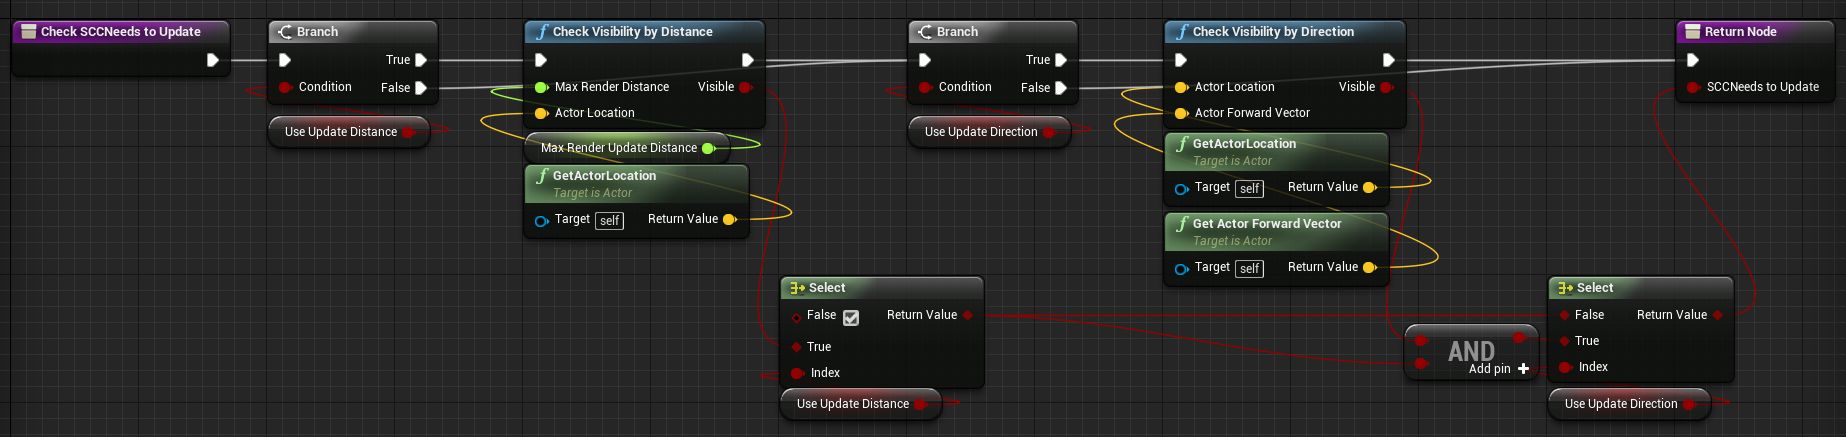 Check SCCNeeds to Update
Branch
True
Condition
False
Use Update Distance
Check Visibility by Distance
Max Render Distance
Visible
Actor Location
Max Render Update Distance
GetActorLocation
Target is Actor
Target
self
Return Value
Branch
True
Condition
False
Use Update Direction
Check Visibility by Direction
Actor Location
Visible
Actor Forward Vector
GetActorLocation
Target is Actor
Target
self
Return Value
Get Actor Forward Vector
Target is Actor
Target
self
Return Value
Return Node
SCCNeeds to Update
Select
False
Return Value
True
Index
Use Update Distance
AND
Add pin
Select
False
Return Value
True
Index
Use Update Direction